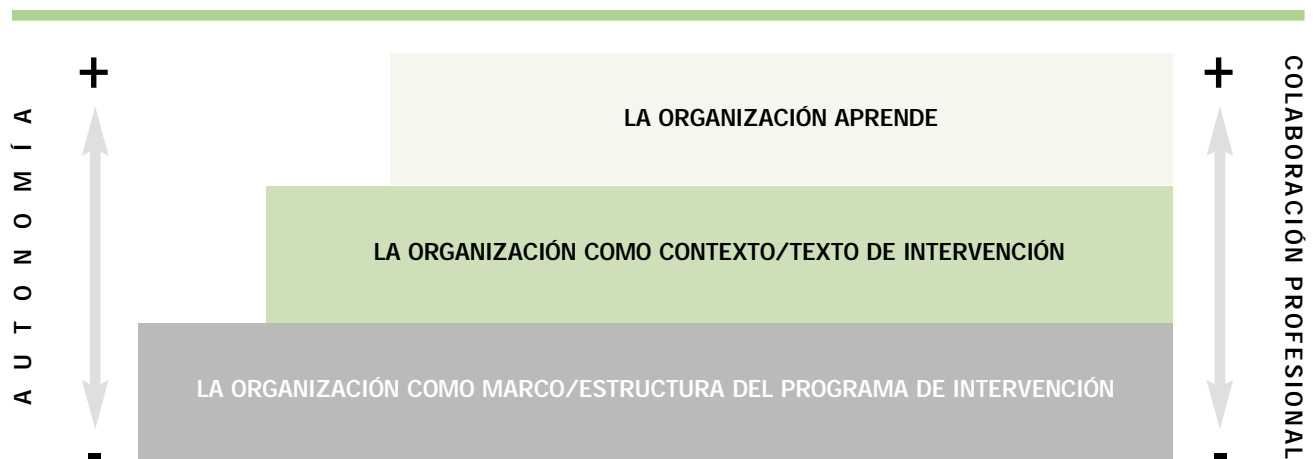 +
+
LA ORGANIZACIÓN APRENDE
LA ORGANIZACIÓN COMO CONTEXTO/TEXTO DE INTERVENCIÓN
LA ORGANIZACIÓN COMO MARCO/ESTRUCTURA DEL PROGRAMA DE INTERVENCIÓN
-
-
AUTONOMÍA
COLABORACIÓN PROFESIONAL